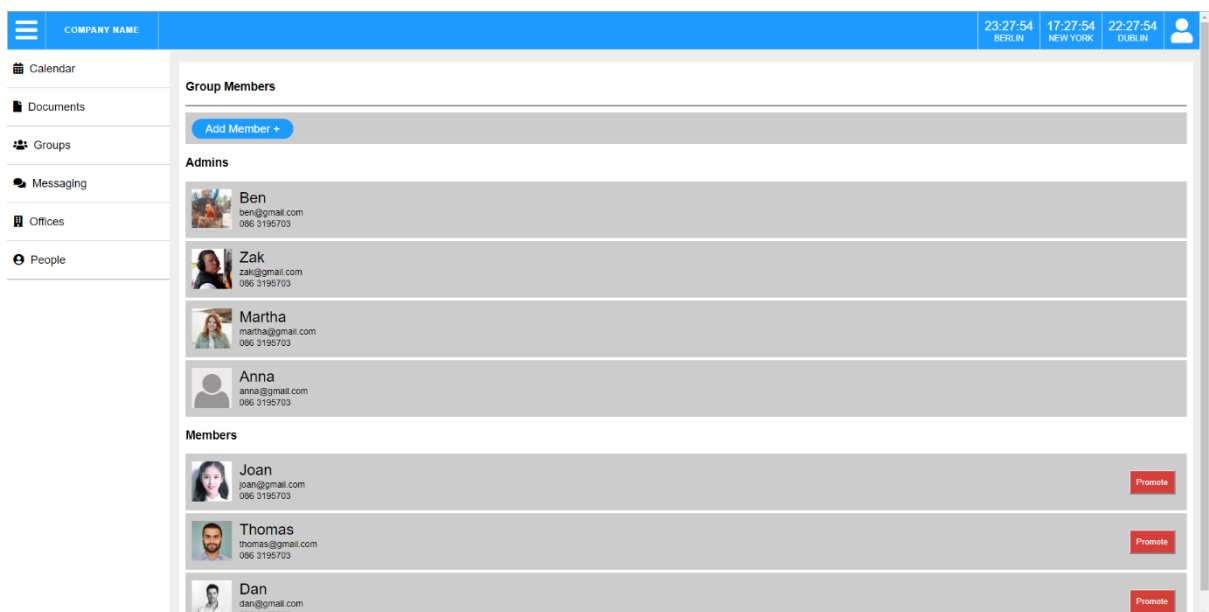 COMPANY NAME
23:27:54 17:27:54 22:27:54
BERLIN NEW YORK DUBLIN
Calendar
Documents
Groups
Messaging
Offices
People
Group Members
Add Member +
Admins
Ben
ben@gmail.com
086 3195703
Zak
zak@gmail.com
086 3195703
Martha
martha@gmail.com
086 3195703
Anna
anna@gmail.com
086 3195703
Members
Joan
joan@gmail.com
086 3195703
Promote
Thomas
thomas@gmail.com
086 3195703
Promote
Dan
dan@gmail.com
Promote